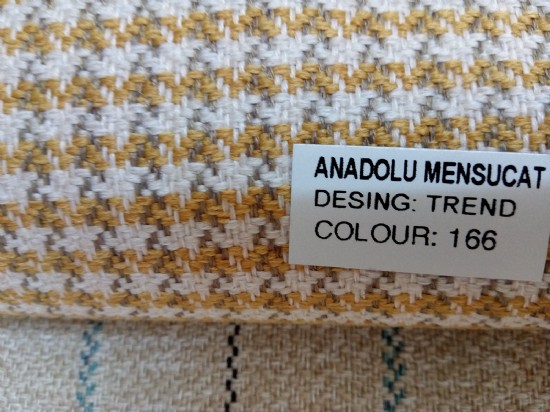 ANADOLU MENSUCAT
DESING: TREND
COLOUR: 166